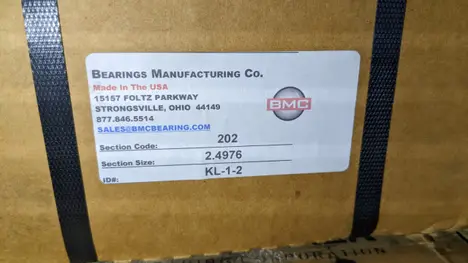 BEARINGS MANUFACTURING CO.
Made In The USA
15157 FOLTZ PARKWAY
STRONGSVILLE, OHIO 44149
877.846.5514
SALES@BMCBEARING.COM
BMC
Section Code: 202
Section Size: 2.4976
ID#: KL-1-2